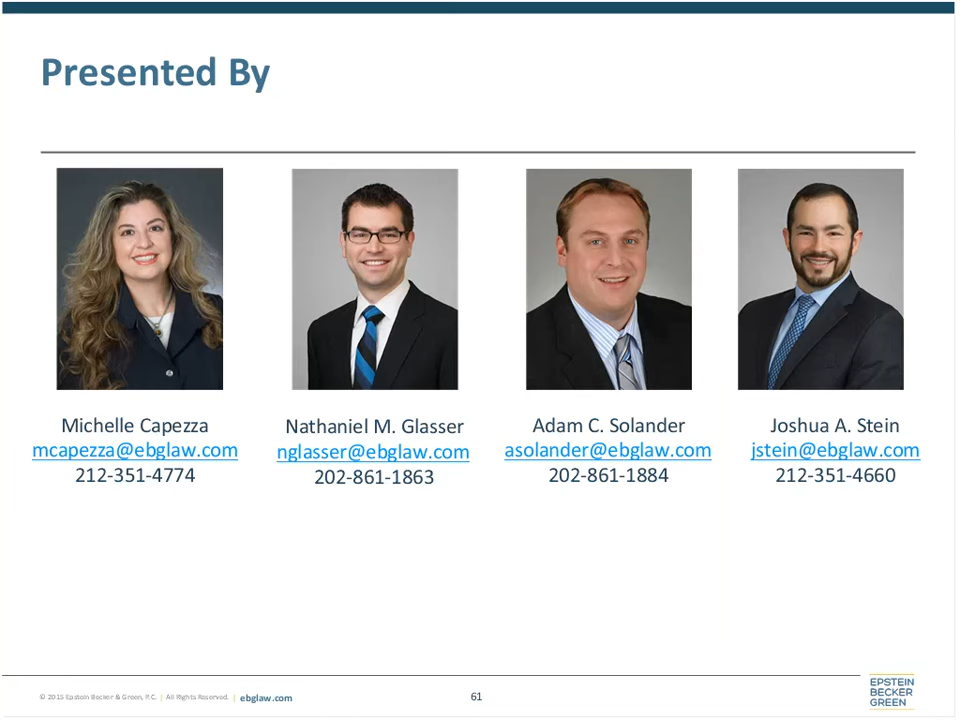 Presented By
Michelle Capezza
mcapezza@ebglaw.com
212-351-4774
Nathaniel M. Glasser
nglasser@ebglaw.com
202-861-1863
Adam C. Solander
asolander@ebglaw.com
202-861-1884
Joshua A. Stein
jstein@ebglaw.com
212-351-4660
© 2015 Epstein Becker & Green, P.C. | All Rights Reserved. | ebglaw.com
61
EPSTEIN
BECKER
GREEN